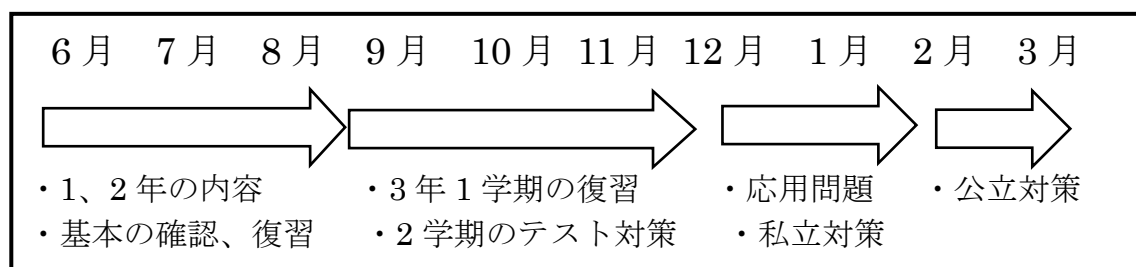 6月 7月 8月 9月 10月 11月 12月 1月 2月 3月
・1、2年の内容 ・3年1学期の復習 ・応用問題 ・公立対策
・基本の確認、復習 ・2学期のテスト対策 ・私立対策